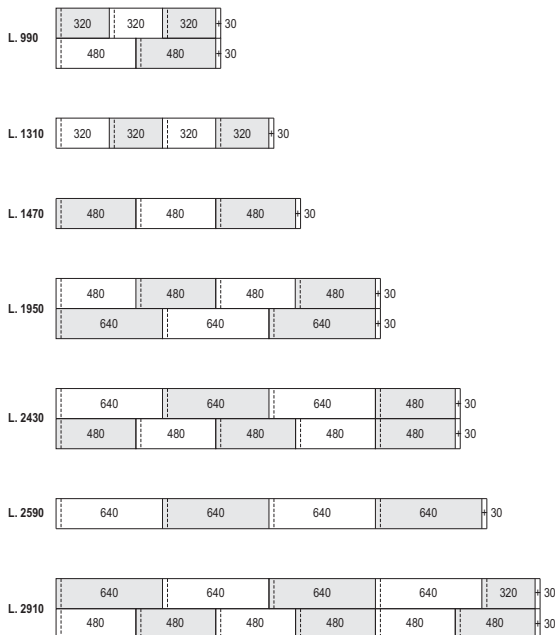 320 320 320 + 30
L. 990
480 480 + 30
L. 1310 320 320 320 320 + 30
L. 1470 480 480 480 + 30
480 480 480 480 + 30
L. 1950
640 640 640 + 30
640 640 640 480 + 30
L. 2430
480 480 480 480 480 + 30
L. 2590 640 640 640 640 + 30
640 640 640 640 320 + 30
L. 2910
480 480 480 480 480 480 + 30